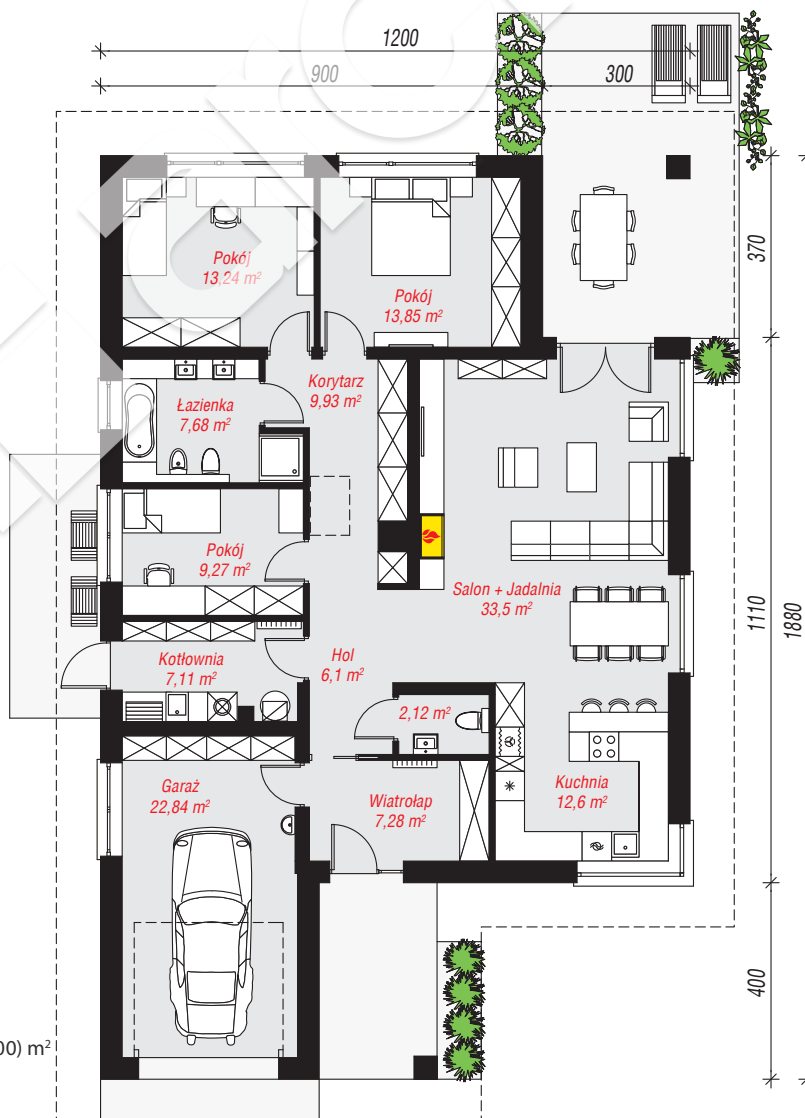 1200
900
300
Pokój
13,24 m²
Pokój
13,85 m²
370
Korytarz
9,93 m²
Łazienka
7,68 m²
Pokój
9,27 m²
Salon + Jadalnia
33,5 m²
1110
1880
Kotłownia
7,11 m²
Hol
6,1 m²
2,12 m²
Garaż
22,84 m²
Wiatrołap
7,28 m²
Kuchnia
12,6 m²
400
00) m²